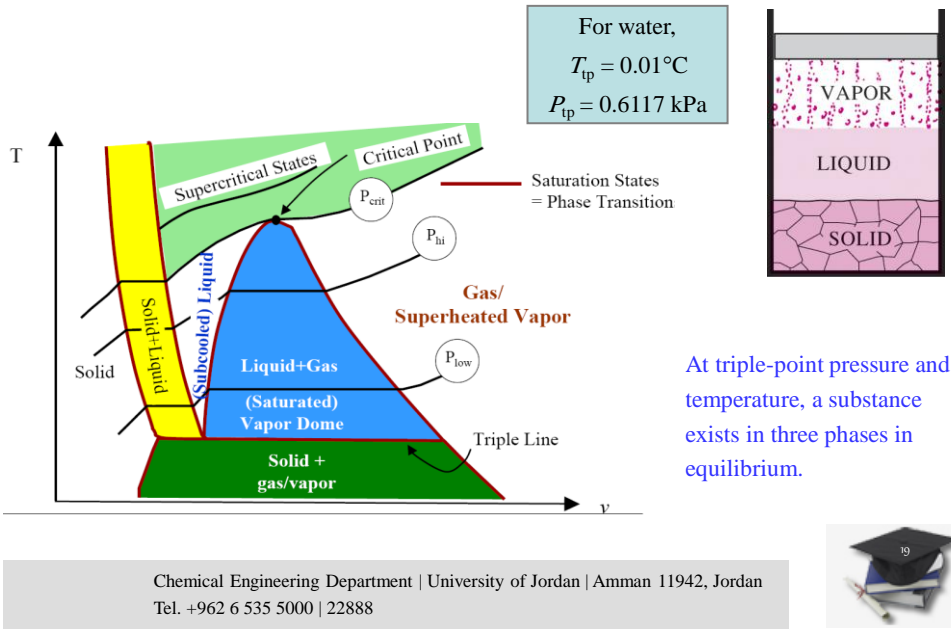 For water,
Ttp = 0.01°C
Ptp = 0.6117 kPa
VAPOR
LIQUID
SOLID
T
Supercritical States
Critical Point
Pcrit
Saturation States
= Phase Transition
Phi
Solid+Liquid
(Subcooled) Liquid
Gas/
Superheated Vapor
Solid
Liquid+Gas
Plow
(Saturated)
Vapor Dome
Triple Line
Solid +
gas/vapor
v
At triple-point pressure and
temperature, a substance
exists in three phases in
equilibrium.
19
Chemical Engineering Department | University of Jordan | Amman 11942, Jordan
Tel. +962 6 535 5000 | 22888